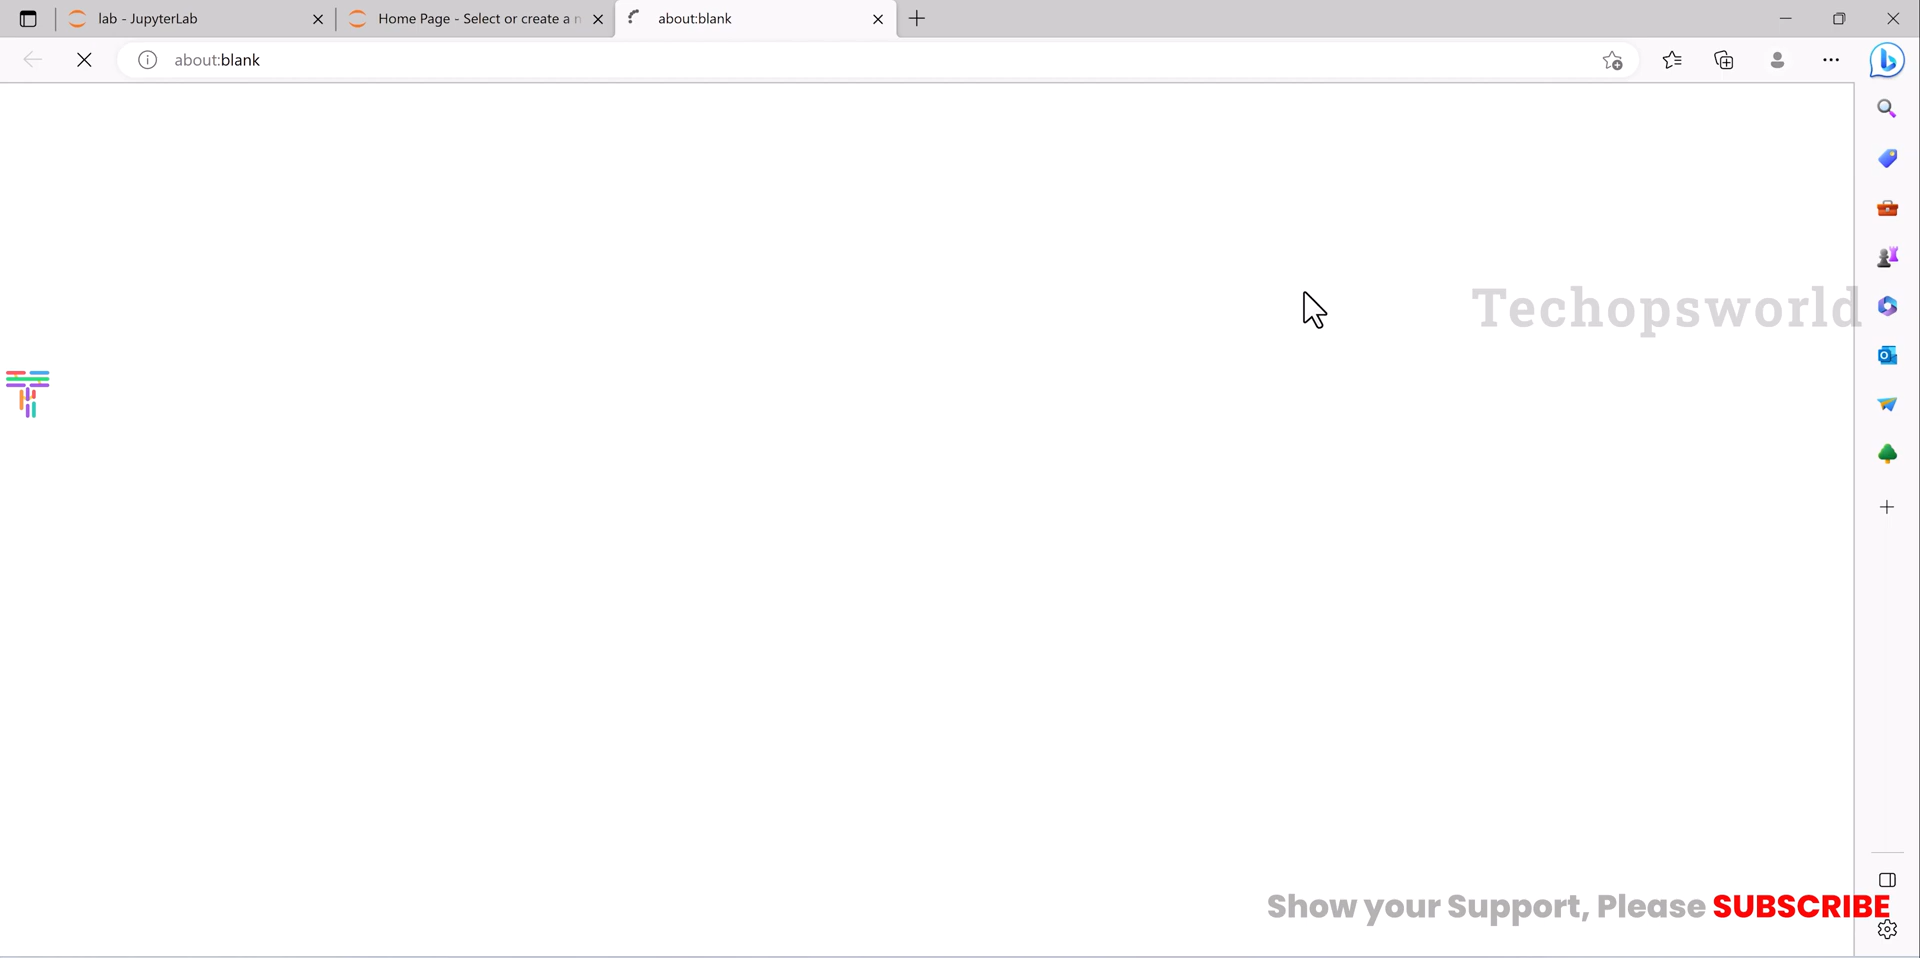 lab - JupyterLab
Home Page - Select or create a n
about:blank
about:blank
Techopsworld
Show your Support, Please SUBSCRIBE